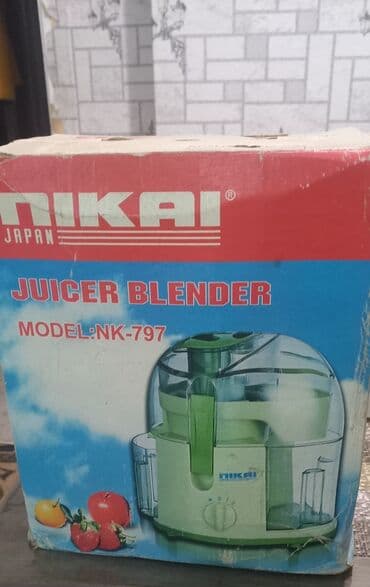 NIKAI®
JAPAN
JUICER BLENDER
MODEL:NK-797
NIKAI